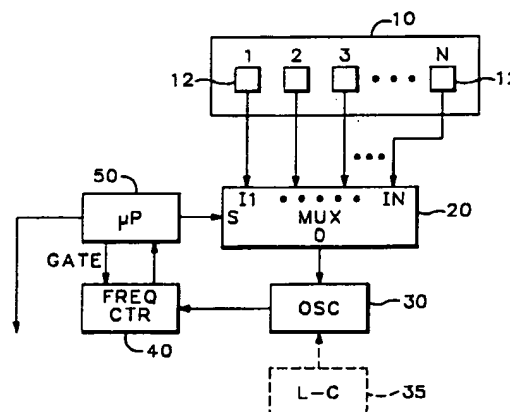 10
1 2 3 • • • N
12 12
• • •
50
I1 • • • • • IN
µP S MUX 20
O
GATE
FREQ CTR OSC 30
40
L-C 35